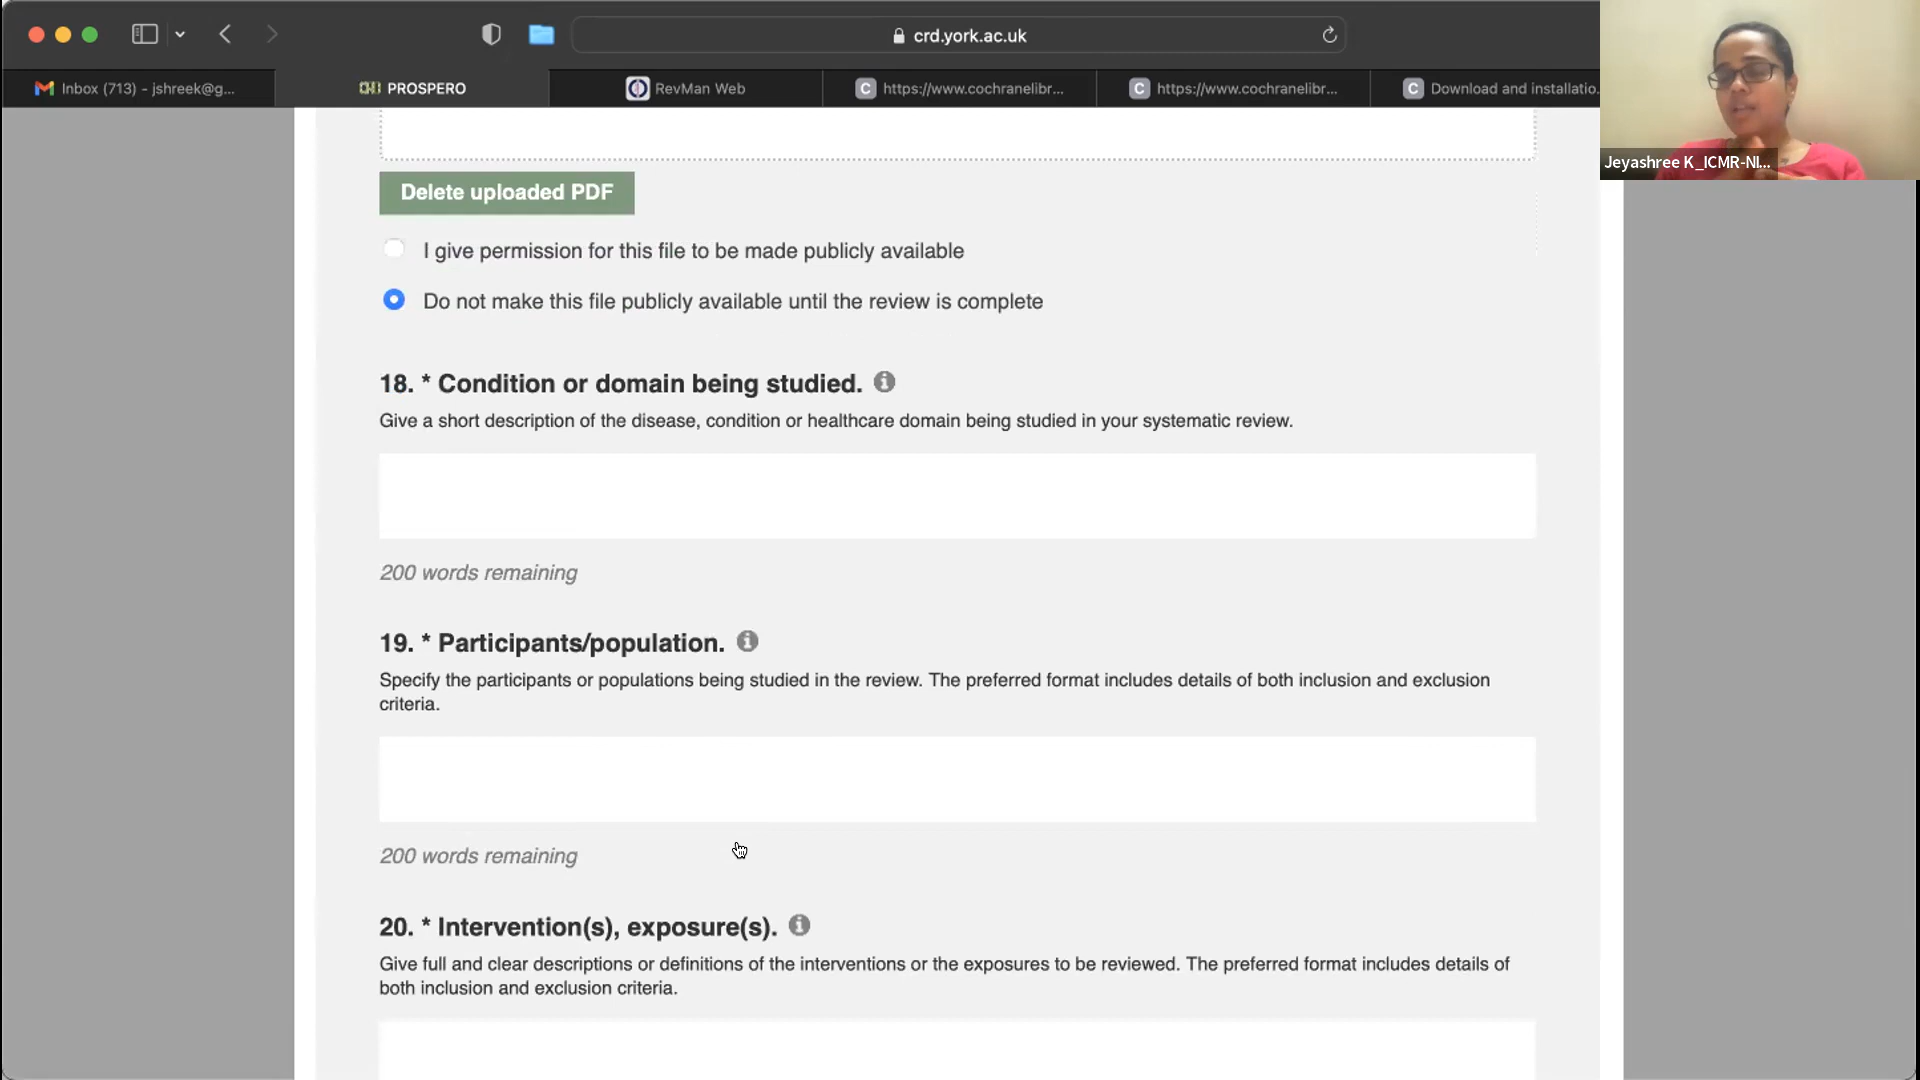 crd.york.ac.uk
Inbox (713) - jshreek@g...
PROSPERO
RevMan Web
https://www.cochranelibr...
https://www.cochranelibr...
Download and installatio.
Jeyashree K_ICMR-NI...
Delete uploaded PDF
I give permission for this file to be made publicly available
Do not make this file publicly available until the review is complete
18. * Condition or domain being studied.
Give a short description of the disease, condition or healthcare domain being studied in your systematic review.
200 words remaining
19. * Participants/population.
Specify the participants or populations being studied in the review. The preferred format includes details of both inclusion and exclusion
criteria.
200 words remaining
20. * Intervention(s), exposure(s).
Give full and clear descriptions or definitions of the interventions or the exposures to be reviewed. The preferred format includes details of
both inclusion and exclusion criteria.